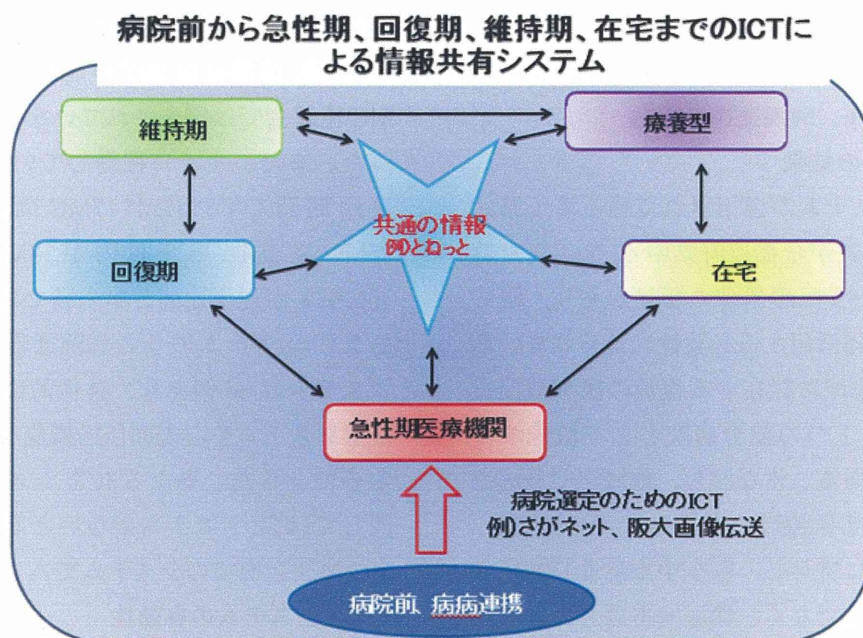 病院前から急性期、回復期、維持期、在宅までのICTに
よる情報共有システム
維持期
療養型
共通の情報
例)とねっと
回復期
在宅
急性期医療機関
病院選定のためのICT
例)さがネット、阪大画像伝送
病院前、病病連携